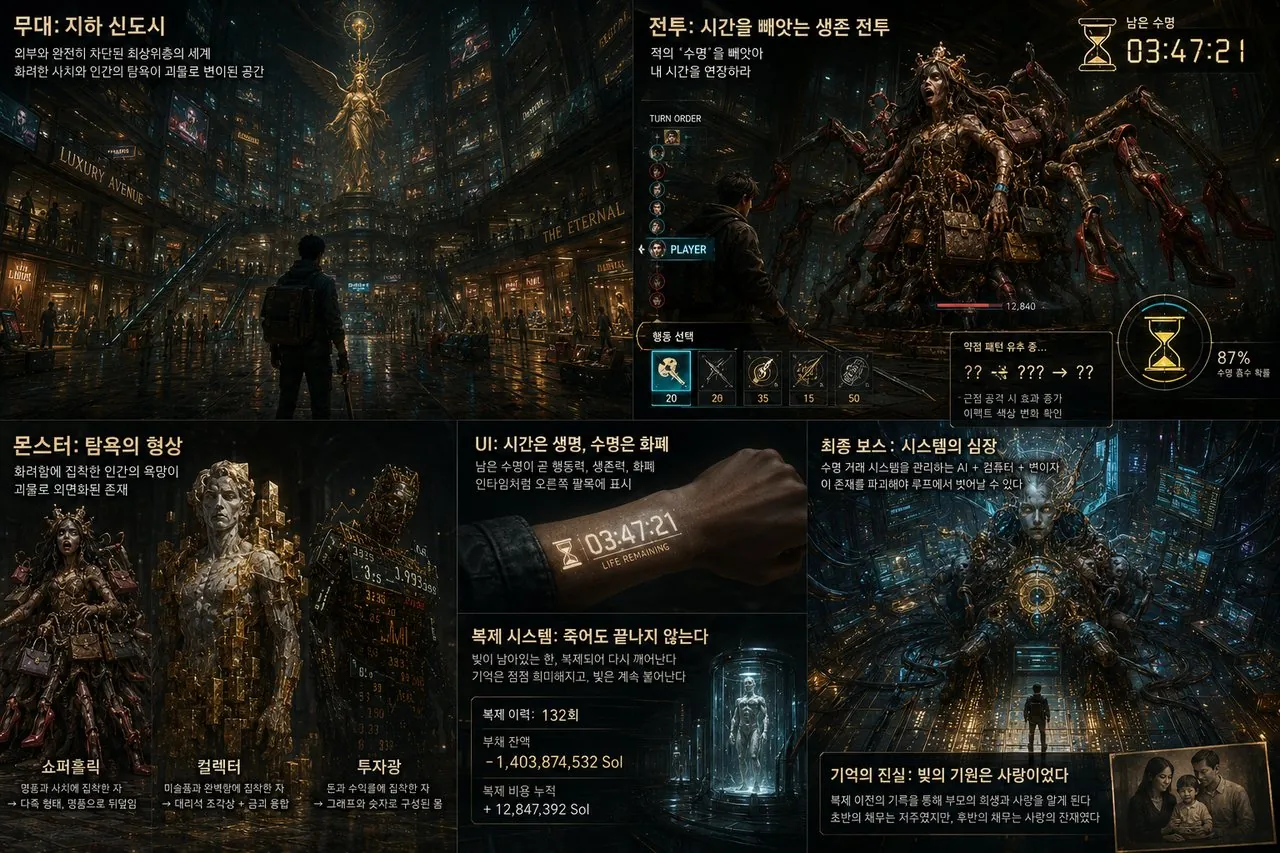 무대: 지하 신도시
외부와 완전히 차단된 최상위층의 세계
화려한 사치와 인간의 탐욕이 괴물로 변이된 공간
LUXURY AVENUE
THE ETERNAL
전투: 시간을 빼앗는 생존 전투
적의 '수명'을 빼앗아
내 시간을 연장하라
남은 수명
03:47:21
TURN ORDER
PLAYER
12,840
행동 선택
20
20
35
15
50
약점 패턴 유추 중...
?? ??? → ??
근점 공격 시 효과 증가
이팩트 색상 변화 확인
87%
수명 흡수 확률
몬스터: 탐욕의 형상
화려함에 집착한 인간의 욕망이
괴물로 외면화된 존재
쇼퍼홀릭
명품과 사치에 집착한 자
→ 다족 형태, 명품으로 뒤덮임
컬렉터
미술품과 완벽함에 집착한 자
→ 대리석 조각상 + 금괴 융합
투자광
돈과 수익률에 집착한 자
→ 그래프와 숫자로 구성된 몸
UI: 시간은 생명, 수명은 화폐
남은 수명이 곧 행동력, 생존력, 화폐
인타임처럼 오른쪽 팔목에 표시
03:47:21
LIFE REMAINING
복제 시스템: 죽어도 끝나지 않는다
빚이 남아있는 한, 복제되어 다시 깨어난다
기억은 점점 희미해지고, 빚은 계속 불어난다
복제 이력: 132회
부채 잔액
-1,403,874,532 Sol
복제 비용 누적
+ 12,847,392 Sol
최종 보스: 시스템의 심장
수명 거래 시스템을 관리하는 AI + 컴퓨터 + 변이자
이 존재를 파괴해야 루프에서 벗어날 수 있다
기억의 진실: 빚의 기원은 사랑이었다
복제 이전의 기록을 통해 부모의 희생과 사랑을 알게 된다
초반의 채무는 저주였지만, 후반의 채무는 사랑의 잔재였다